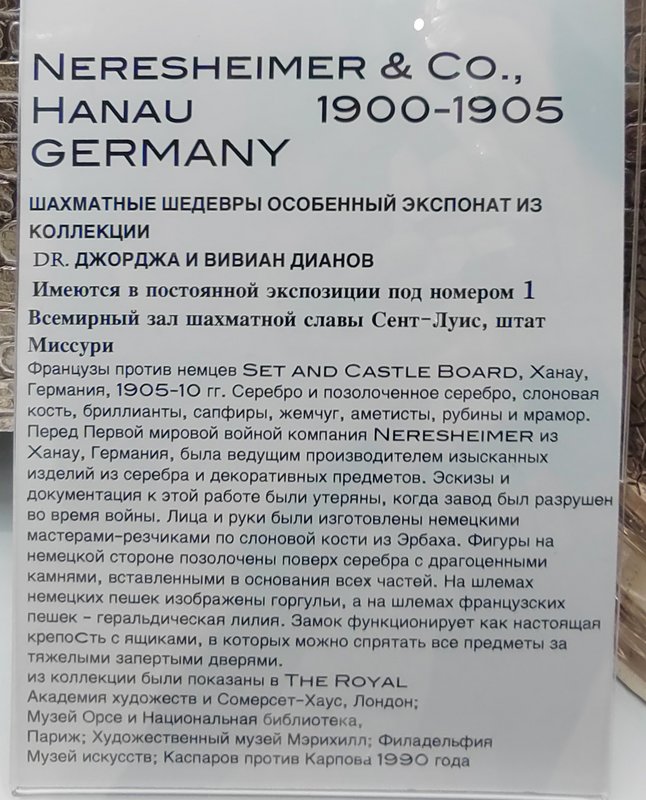 NERESHEIMER & CO.,
HANAU 1900-1905
GERMANY
ШАХМАТНЫЕ ШЕДЕВРЫ ОСОБЕННЫЙ ЭКСПОНАТ ИЗ
КОЛЛЕКЦИИ
DR. ДЖОРДЖА И ВИВИАН ДИАНОВ
Имеются в постоянной экспозиции под номером 1
Всемирный зал шахматной славы Сент-Луис, штат
Миссури
Французы против немцев SET AND CASTLE BOARD, Ханау,
Германия, 1905-10 гг. Серебро и позолоченное серебро, слоновая
кость, бриллианты, сапфиры, жемчуг, аметисты, рубины и мрамор.
Перед Первой мировой войной компания NERESHEIMER из
Ханау, Германия, была ведущим производителем изысканных
изделий из серебра и декоративных предметов. Эскизы и
документация к этой работе были утеряны, когда завод был разрушен
во время войны. Лица и руки были изготовлены немецкими
мастерами-резчиками по слоновой кости из Эрбаха. Фигуры на
немецкой стороне позолочены поверх серебра с драгоценными
камнями, вставленными в основания всех частей. На шлемах
немецких пешек изображены горгульи, а на шлемах французских
пешек - геральдическая лилия. Замок функционирует как настоящая
крепоСть с ящиками, в которых можно спрятать все предметы за
тяжелыми запертыми дверями.
из коллекции были показаны в THE ROYAL
Академия художеств и Сомерсет-Хаус, Лондон;
Музей Орсе и Национальная библиотека,
Париж; Художественный музей Мэрихилл; Филадельфия
Музей искусств; Каспаров против Карпова 1990 года